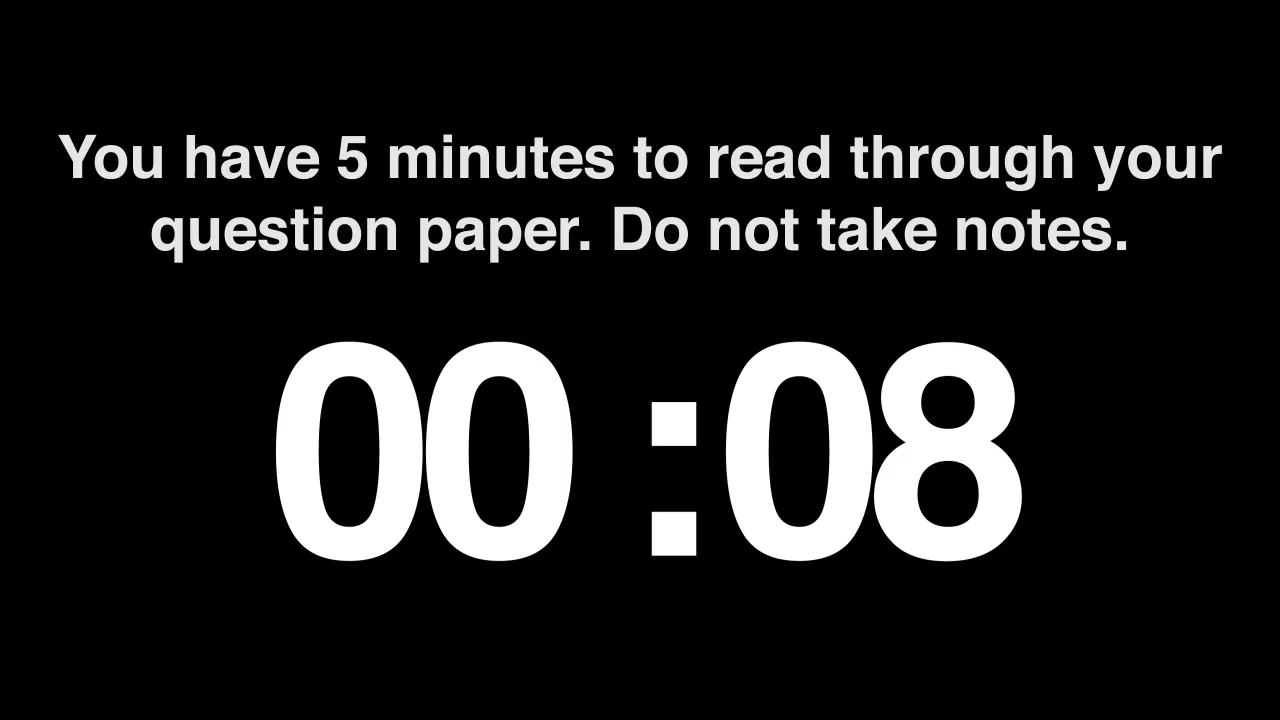 You have 5 minutes to read through your
question paper. Do not take notes.
00 :08